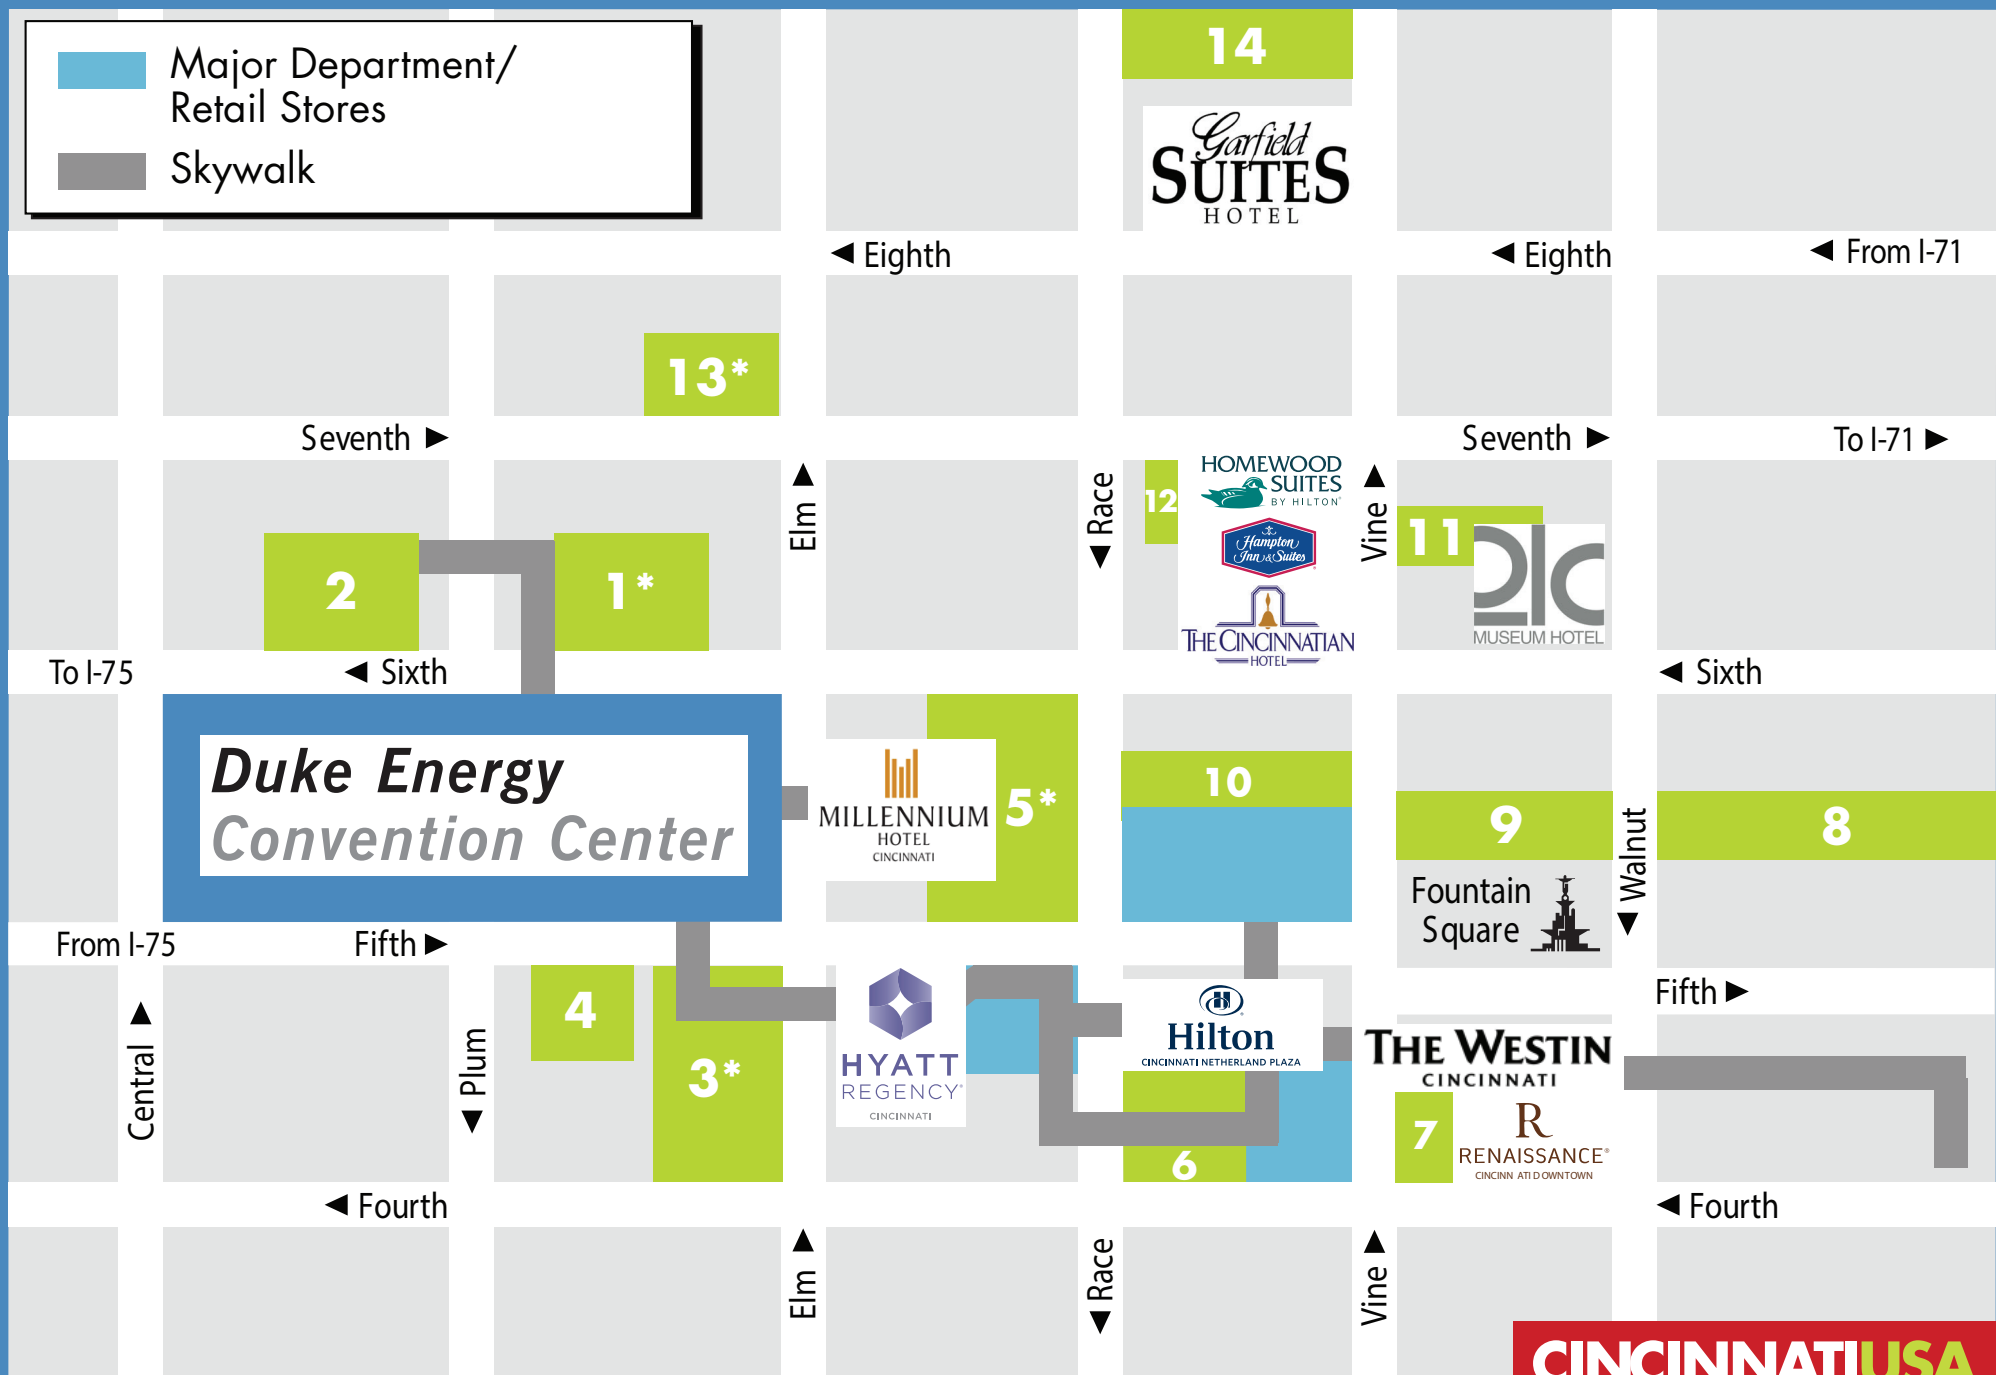 Major Department/
Retail Stores
Skywalk
14
Garfield
SUITES
HOTEL
Eighth
Eighth
From I-71
13*
Seventh
Seventh
To I-71
Elm
Race
Vine
12
HOMEWOOD
SUITES
BY HILTON
Hampton
Inn & Suites
THE CINCINNATIAN
HOTEL
11
21c
MUSEUM HOTEL
2
1*
To I-75
Sixth
Sixth
Duke Energy
Convention Center
MILLENNIUM
HOTEL
CINCINNATI
5*
10
9
8
Walnut
Fountain
Square
From I-75
Fifth
Fifth
Central
Plum
4
3*
HYATT
REGENCY
CINCINNATI
Hilton
CINCINNATI NETHERLAND PLAZA
THE WESTIN
CINCINNATI
7
R
RENAISSANCE®
CINCINN ATI D OWNTOWN
6
Fourth
Fourth
Elm
Race
Vine
CINCINNATIUSA